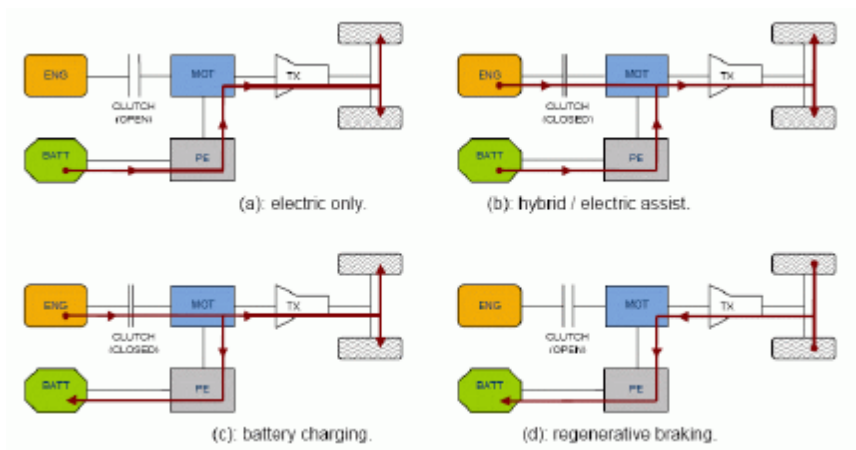 ENG
MOT
TX
CLUTCH
(OPEN)
BATT
PE
(a): electric only.
ENG
MOT
TX
CLUTCH
(CLOSED)
BATT
PE
(b): hybrid / electric assist.
ENG
MOT
TX
CLUTCH
(CLOSED)
BATT
PE
(c): battery charging.
ENG
MOT
TX
CLUTCH
(OPEN)
BATT
PE
(d): regenerative braking.